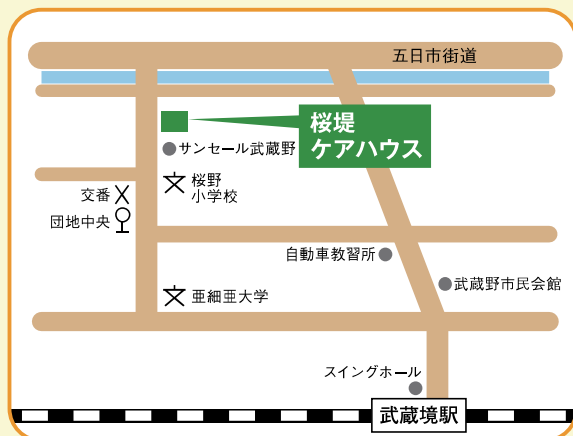 五日市街道
桜堤
ケアハウス
サンセール武蔵野
桜野
小学校
交番
団地中央
自動車教習所
武蔵野市民会館
亜細亜大学
スイングホール
武蔵境駅